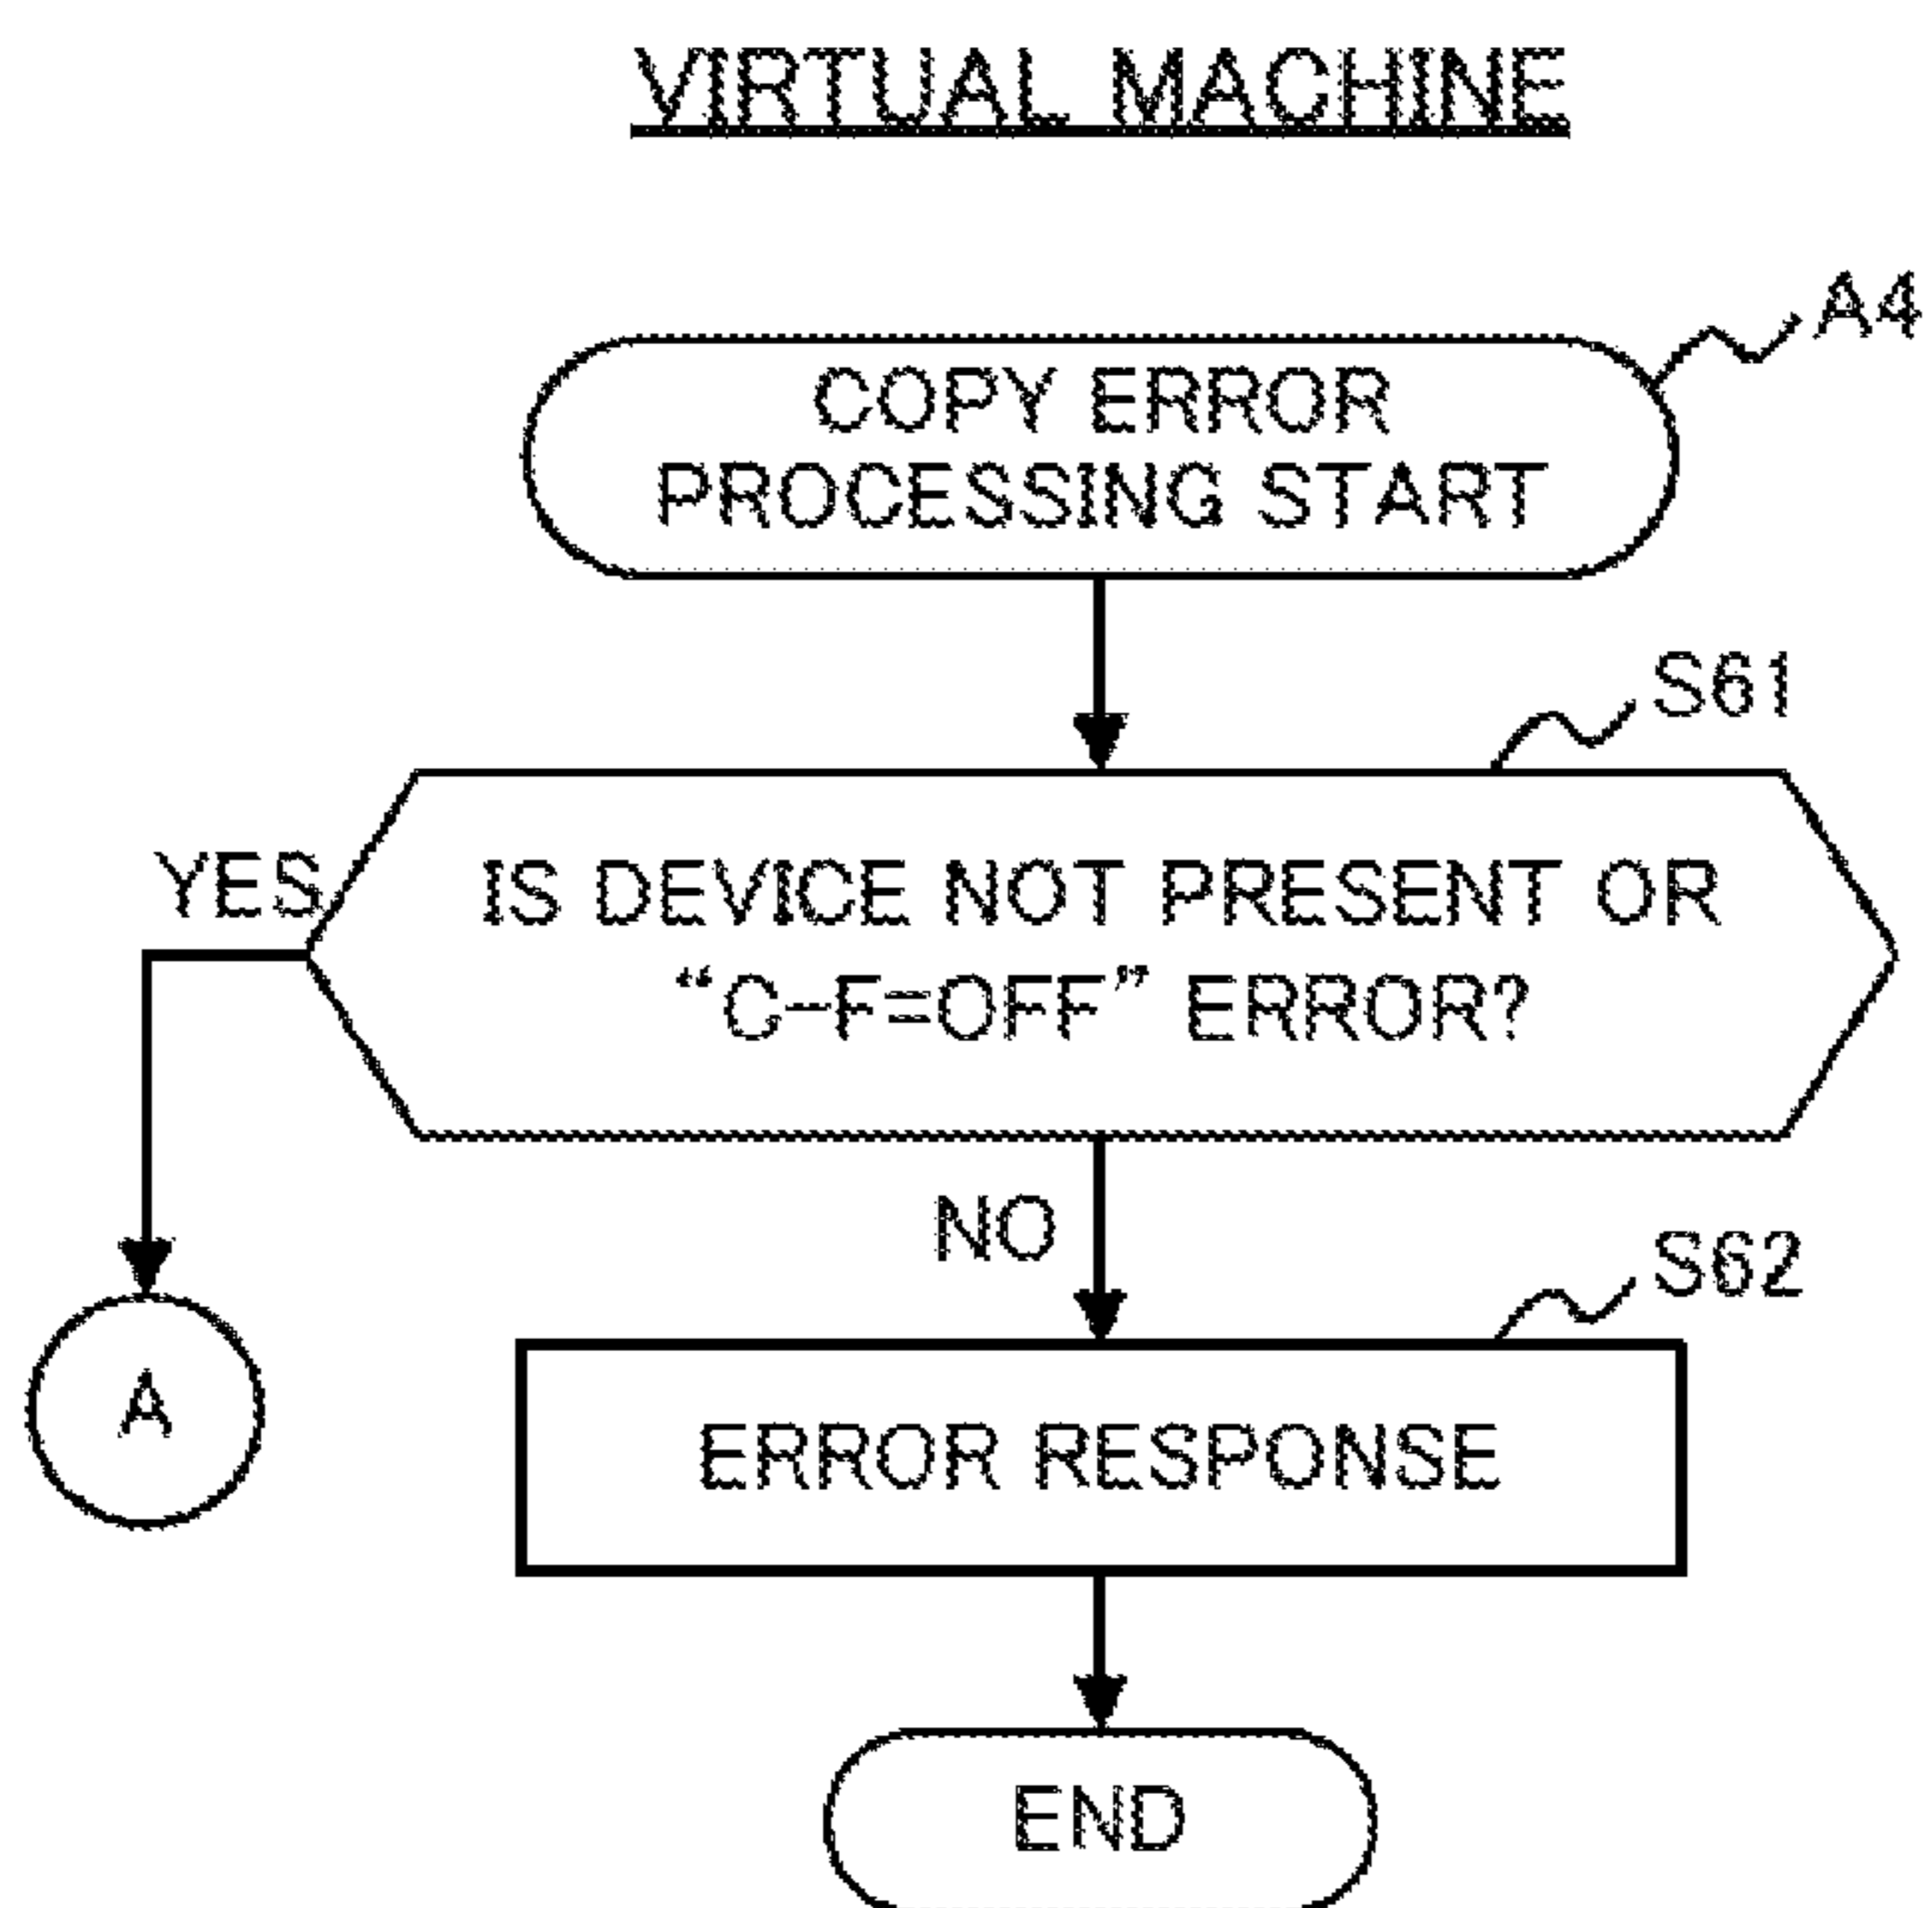 VIRTUAL MACHINE
A4
COPY ERROR
PROCESSING START
S61
YES
IS DEVICE NOT PRESENT OR
“C-F=OFF” ERROR?
NO
S62
A
ERROR RESPONSE
END